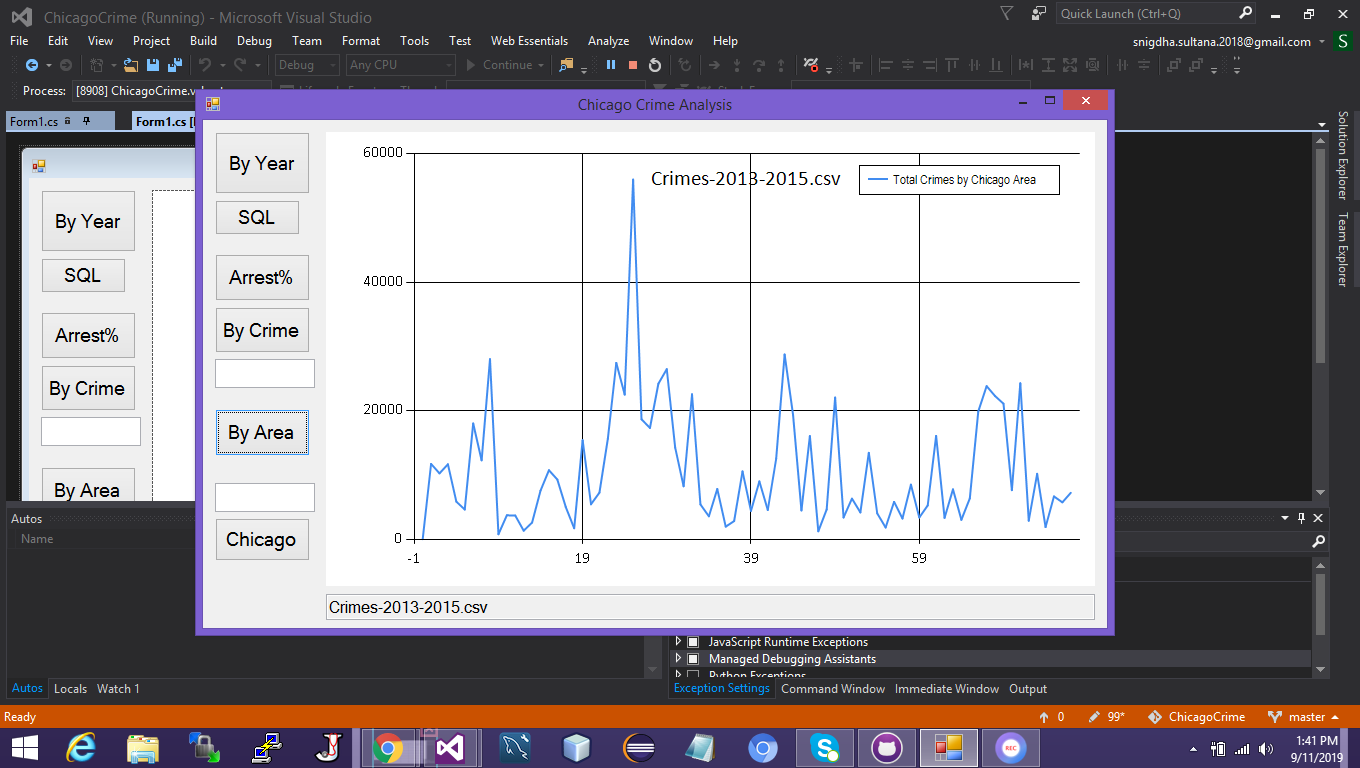 ChicagoCrime (Running) - Microsoft Visual Studio
Quick Launch (Ctrl+Q)
File Edit View Project Build Debug Team Format Tools Test Web Essentials Analyze Window Help
snigdha.sultana.2018@gmail.com S
Debug Any CPU Continue
Process: [8908] ChicagoCrime.v
Form1.cs Form1.cs [
Chicago Crime Analysis
Solution Explorer
Team Explorer
By Year
SQL
Arrest%
By Crime
By Area
By Year
SQL
Arrest%
By Crime
By Area
Chicago
60000
40000
20000
0
-1 19 39 59
Crimes-2013-2015.csv
Total Crimes by Chicago Area
Crimes-2013-2015.csv
Autos
Name
JavaScript Runtime Exceptions
Managed Debugging Assistants
Python Exceptions
Autos Locals Watch 1
Exception Settings Command Window Immediate Window Output
Ready
0 99* ChicagoCrime master
REC
1:41 PM
9/11/2019